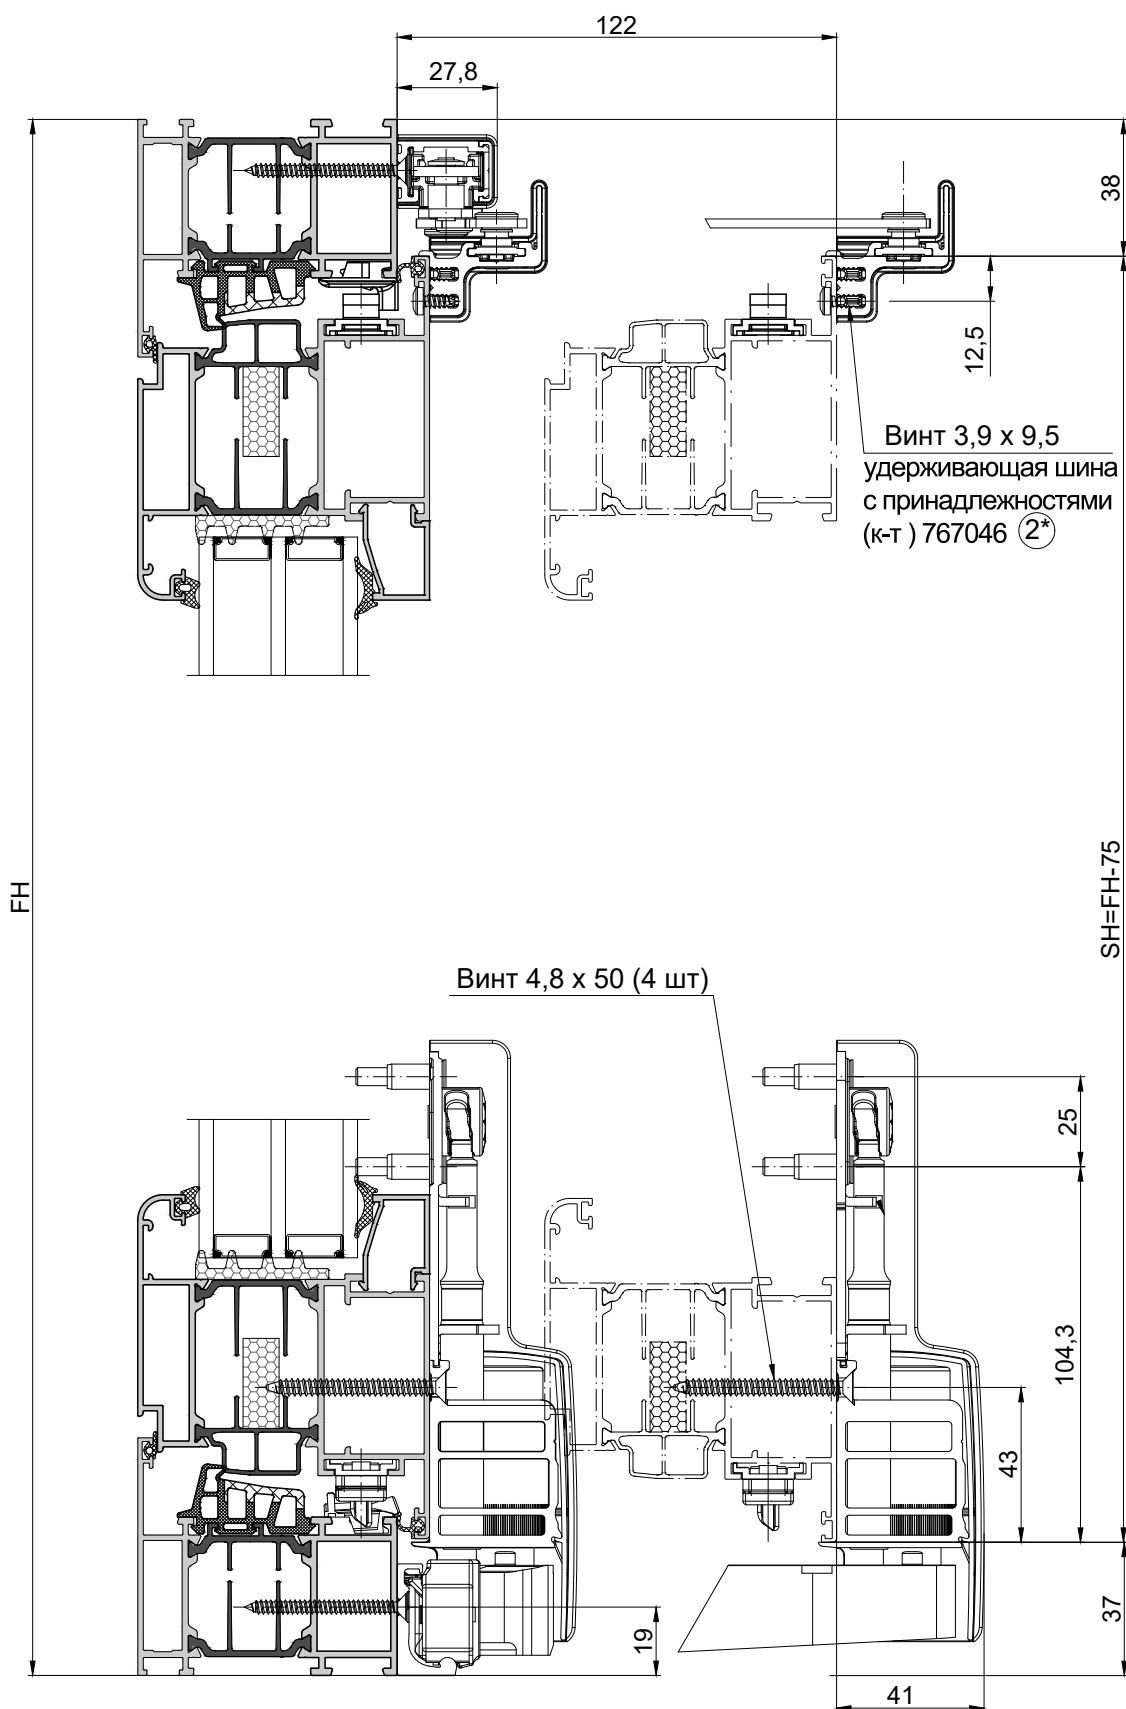 122
27,8
38
12,5
Винт 3,9 x 9,5
удерживающая шина
с принадлежностями
(к-т ) 767046 2*
FH
SH=FH-75
Винт 4,8 x 50 (4 шт)
25
104,3
43
19
37
41